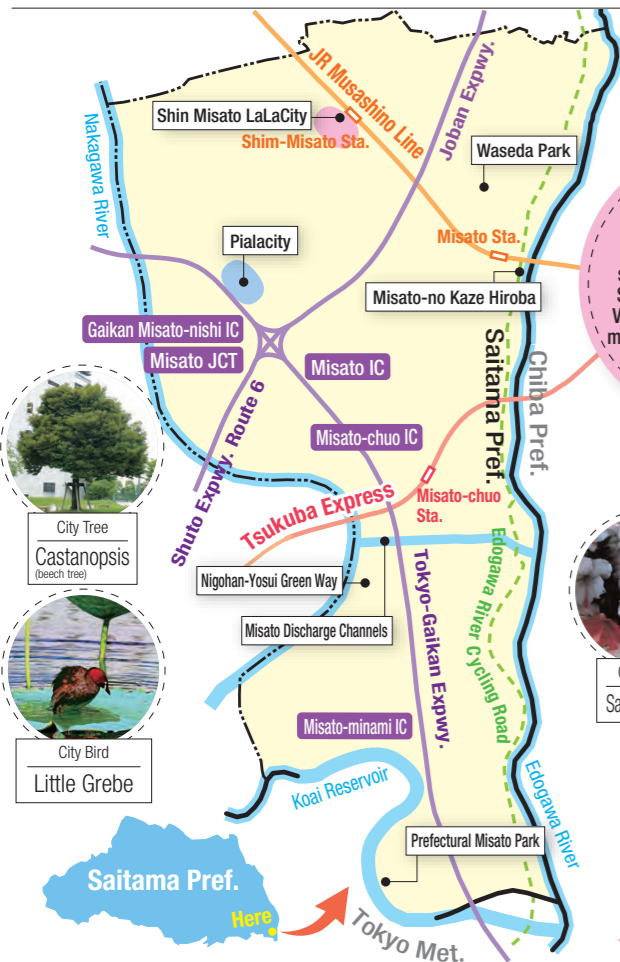 JR Musashino Line
Joban Expwy.
Shin Misato LaLaCity
Shim-Misato Sta.
Waseda Park
Nakagawa River
Pialacity
Misato Sta.
Misato-no Kaze Hiroba
Gaikan Misato-nishi IC
Misato JCT
Misato IC
Saitama Pref.
Chiba Pref.
Misato-chuo IC
Shuto Expwy. Route 6
Tsukuba Express
Misato-chuo
Sta.
City Tree
Castanopsis
(beech tree)
Nigohan-Yosui Green Way
Misato Discharge Channels
Tokyo-Gaikan Expwy.
Edogawa River Cycling Road
City Bird
Little Grebe
Misato-minami IC
Koai Reservoir
Edogawa River
Prefectural Misato Park
Saitama Pref.
Here
Tokyo Met.